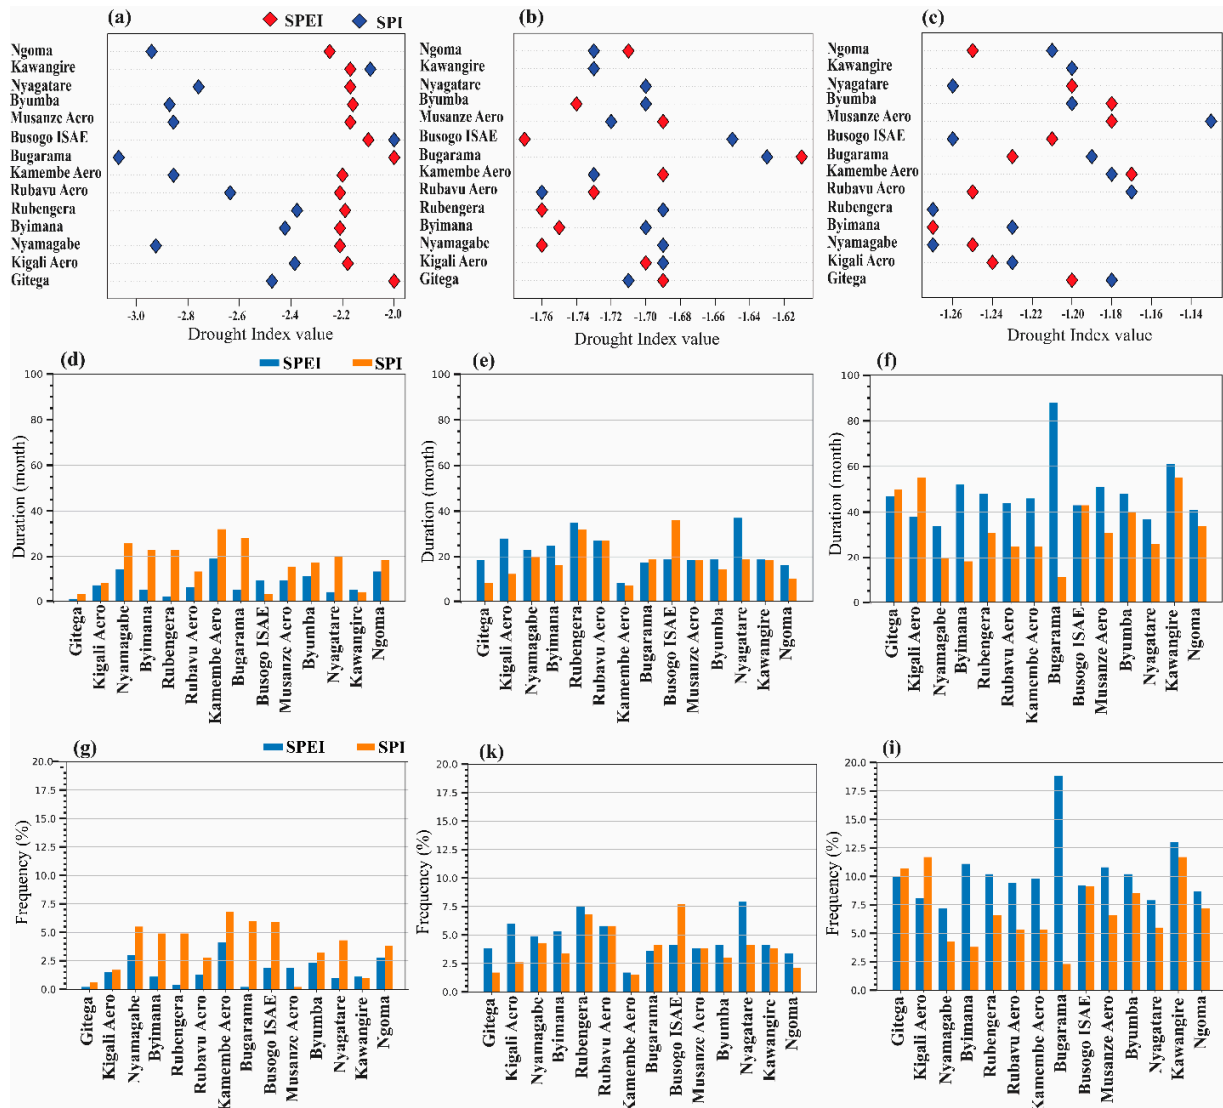 (a) SPEI SPI (b) (c)
Ngoma
Kawangire
Nyagatare
Byumba
Musanze Aero
Busogo ISAE
Bugarama
Kamembe Aero
Rubavu Aero
Rubengera
Byimana
Nyamagabe
Kigali Aero
Gitega
-3.0 -2.8 -2.6 -2.4 -2.2 -2.0
Drought Index value
Ngoma
Kawangire
Nyagatare
Byumba
Musanze Aero
Busogo ISAE
Bugarama
Kamembe Aero
Rubavu Aero
Rubengera
Byimana
Nyamagabe
Kigali Aero
Gitega
-1.76 -1.74 -1.72 -1.70 -1.68 -1.66 -1.64 -1.62
Drought Index value
Ngoma
Kawangire
Nyagatare
Byumba
Musanze Aero
Busogo ISAE
Bugarama
Kamembe Aero
Rubavu Aero
Rubengera
Byimana
Nyamagabe
Kigali Aero
Gitega
-1.26 -1.24 -1.22 -1.20 -1.18 -1.16 -1.14
Drought Index value
(d) SPEI SPI
100
80
60
40
20
0
Duration (month)
Gitega
Kigali Aero
Nyamagabe
Byimana
Rubengera
Rubavu Aero
Kamembe Aero
Bugarama
Busogo ISAE
Musanze Aero
Byumba
Nyagatare
Kawangire
Ngoma
(e)
100
80
60
40
20
0
Duration (month)
Gitega
Kigali Aero
Nyamagabe
Byimana
Rubengera
Rubavu Aero
Kamembe Aero
Bugarama
Busogo ISAE
Musanze Aero
Byumba
Nyagatare
Kawangire
Ngoma
(f)
100
80
60
40
20
0
Duration (month)
Gitega
Kigali Aero
Nyamagabe
Byimana
Rubengera
Rubavu Aero
Kamembe Aero
Bugarama
Busogo ISAE
Musanze Aero
Byumba
Nyagatare
Kawangire
Ngoma
(g) SPEI SPI
20.0
17.5
15.0
12.5
10.0
7.5
5.0
2.5
0.0
Frequency (%)
Gitega
Kigali Aero
Nyamagabe
Byimana
Rubengera
Rubavu Aero
Kamembe Aero
Bugarama
Busogo ISAE
Musanze Aero
Byumba
Nyagatare
Kawangire
Ngoma
(k)
20.0
17.5
15.0
12.5
10.0
7.5
5.0
2.5
0.0
Frequency (%)
Gitega
Kigali Aero
Nyamagabe
Byimana
Rubengera
Rubavu Aero
Kamembe Aero
Bugarama
Busogo ISAE
Musanze Aero
Byumba
Nyagatare
Kawangire
Ngoma
(i)
20.0
17.5
15.0
12.5
10.0
7.5
5.0
2.5
0.0
Frequency (%)
Gitega
Kigali Aero
Nyamagabe
Byimana
Rubengera
Rubavu Aero
Kamembe Aero
Bugarama
Busogo ISAE
Musanze Aero
Byumba
Nyagatare
Kawangire
Ngoma